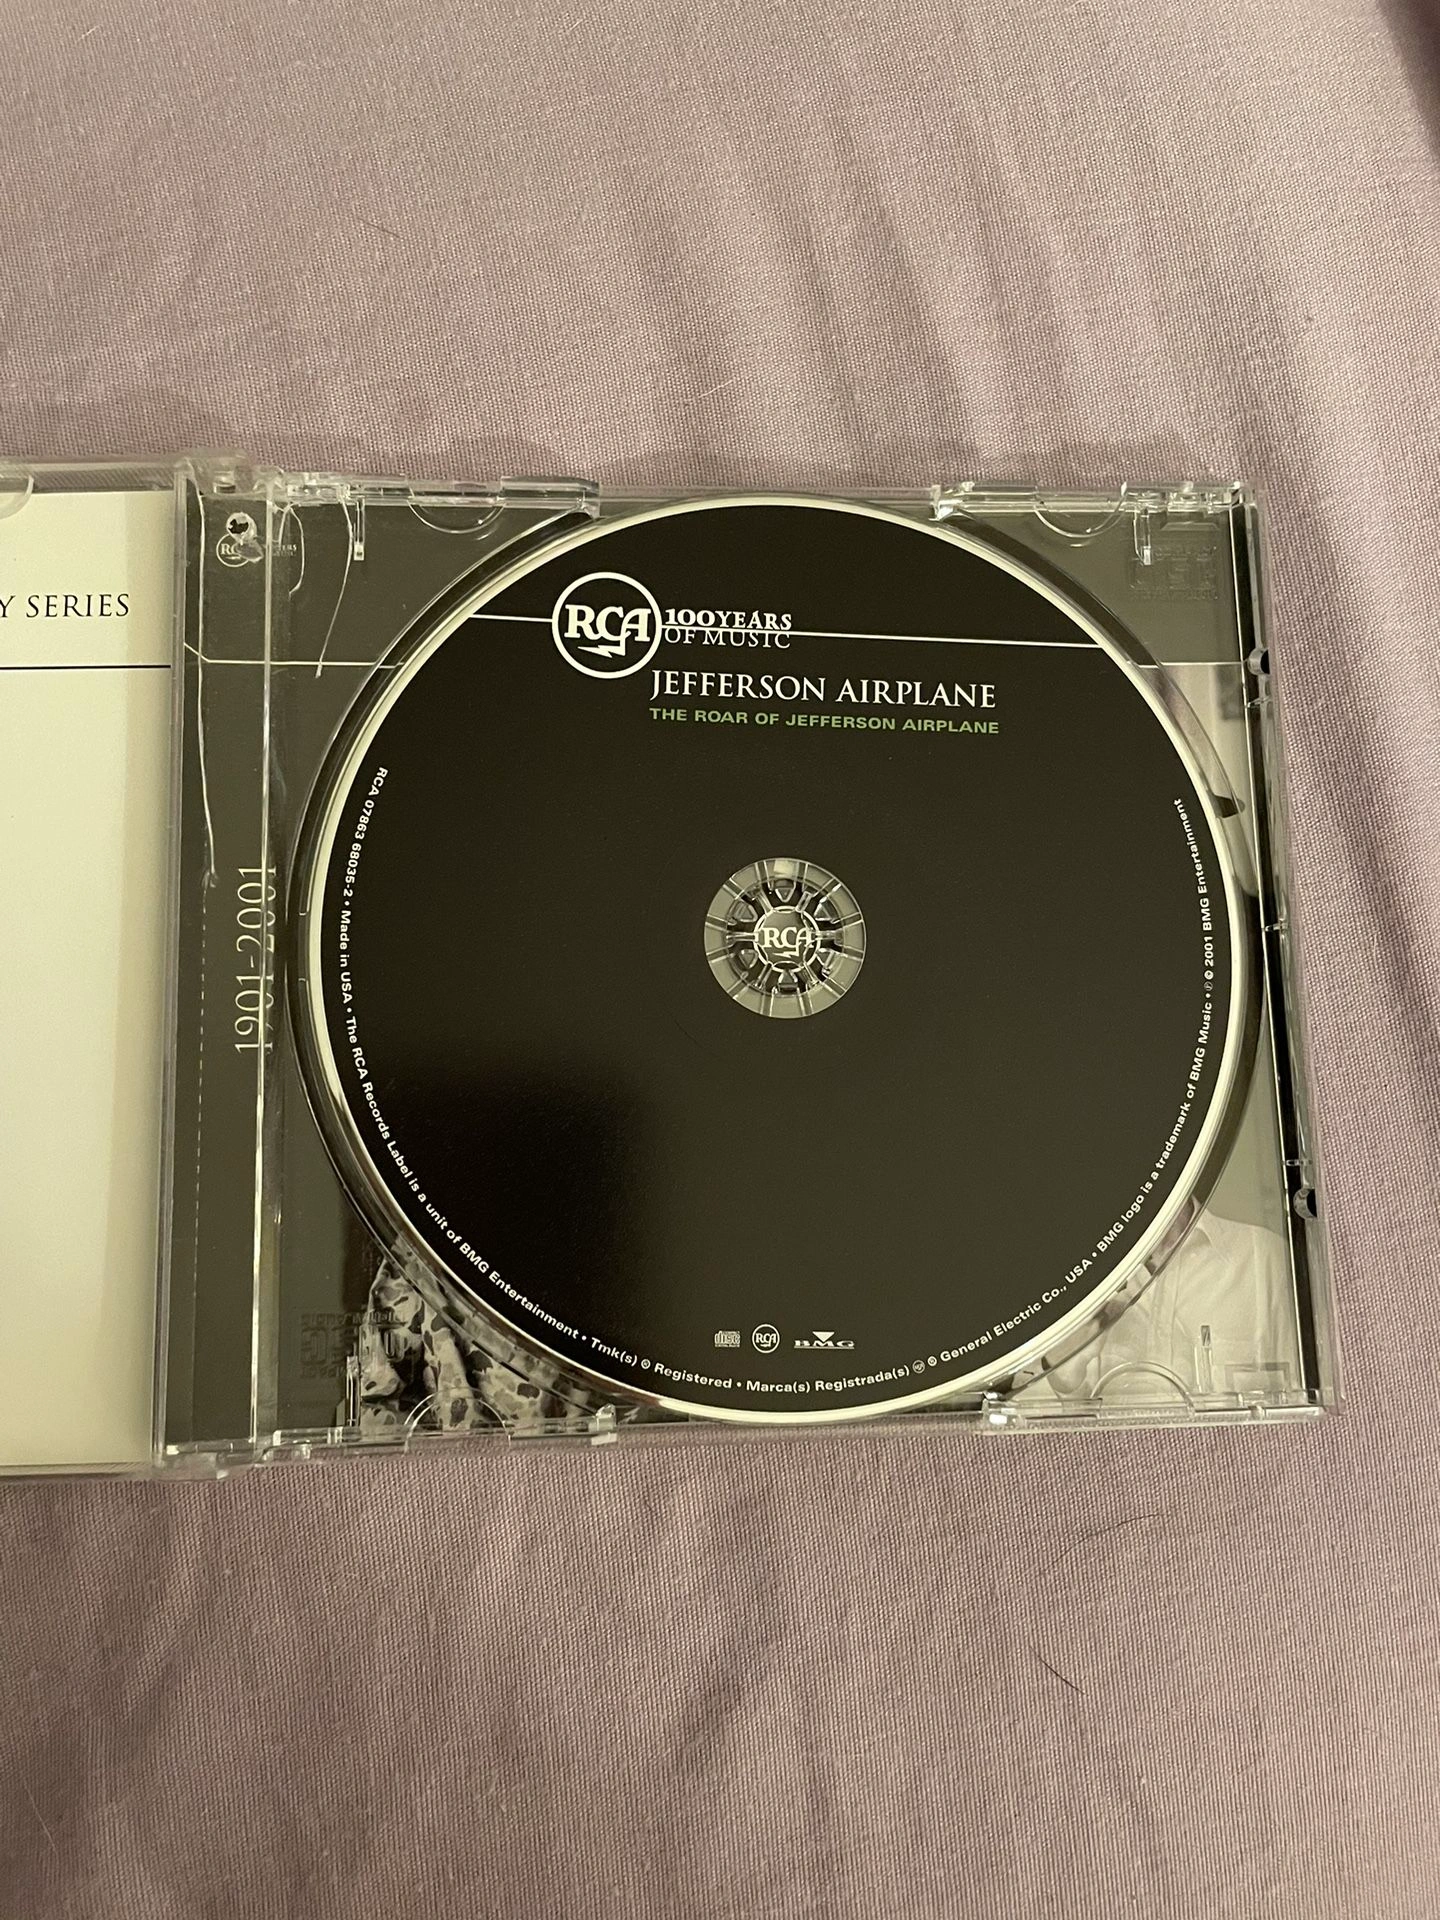 Y SERIES
RCA
1901-2001
RCA 100 YEARS
OF MUSIC
JEFFERSON AIRPLANE
THE ROAR OF JEFFERSON AIRPLANE
RCA
RCA 07863 68035-2 • Made in USA • The RCA Records Label is a unit of BMG Entertainment • Tmk(s) ® Registered • Marca(s) Registrada(s) ® General Electric Co., USA • BMG logo is a trademark of BMG Music • ℗ © 2001 BMG Entertainment
disc
RCA
BMG